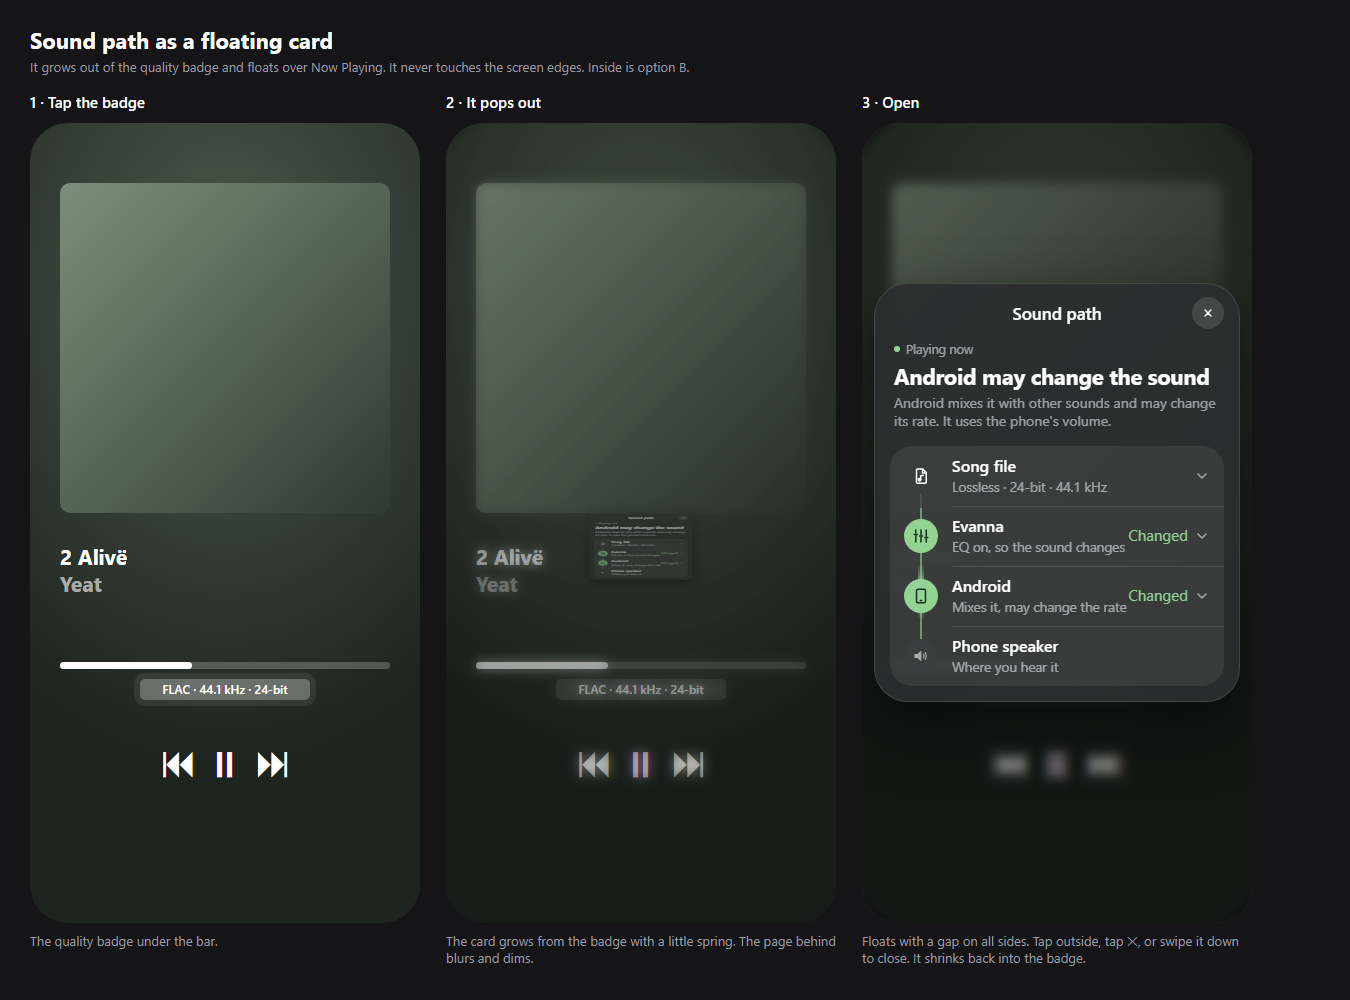 Sound path as a floating card
It grows out of the quality badge and floats over Now Playing. It never touches the screen edges. Inside is option B.
1 · Tap the badge
2 · It pops out
3 · Open
2 Alivë
Yeat
FLAC · 44.1 kHz · 24-bit
The quality badge under the bar.
Sound path
Android may change the sound
2 Alivë
Yeat
FLAC · 44.1 kHz · 24-bit
The card grows from the badge with a little spring. The page behind
blurs and dims.
Sound path
Playing now
Android may change the sound
Android mixes it with other sounds and may change
its rate. It uses the phone's volume.
Song file
Lossless · 24-bit · 44.1 kHz
Evanna
EQ on, so the sound changes
Changed
Android
Mixes it, may change the rate
Changed
Phone speaker
Where you hear it
Floats with a gap on all sides. Tap outside, tap ✕, or swipe it down
to close. It shrinks back into the badge.